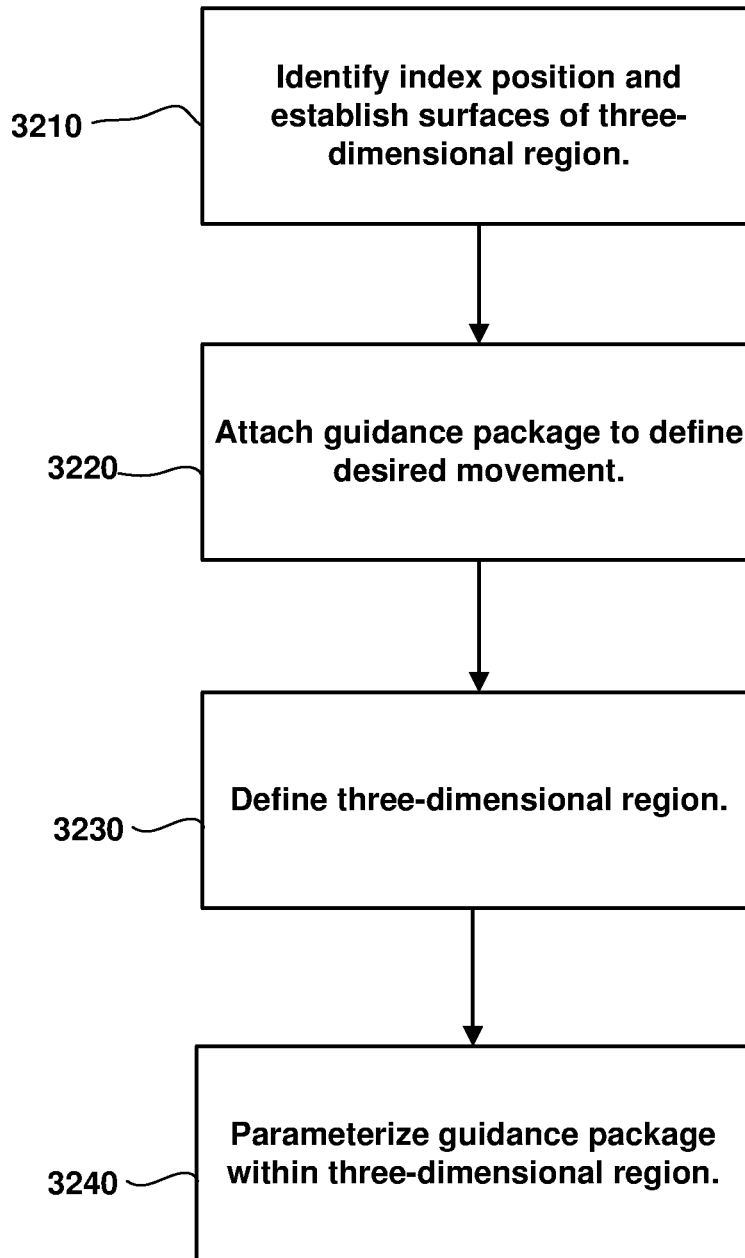 3210
Identify index position and
establish surfaces of three-
dimensional region.
3220
Attach guidance package to define
desired movement.
3230
Define three-dimensional region.
3240
Parameterize guidance package
within three-dimensional region.